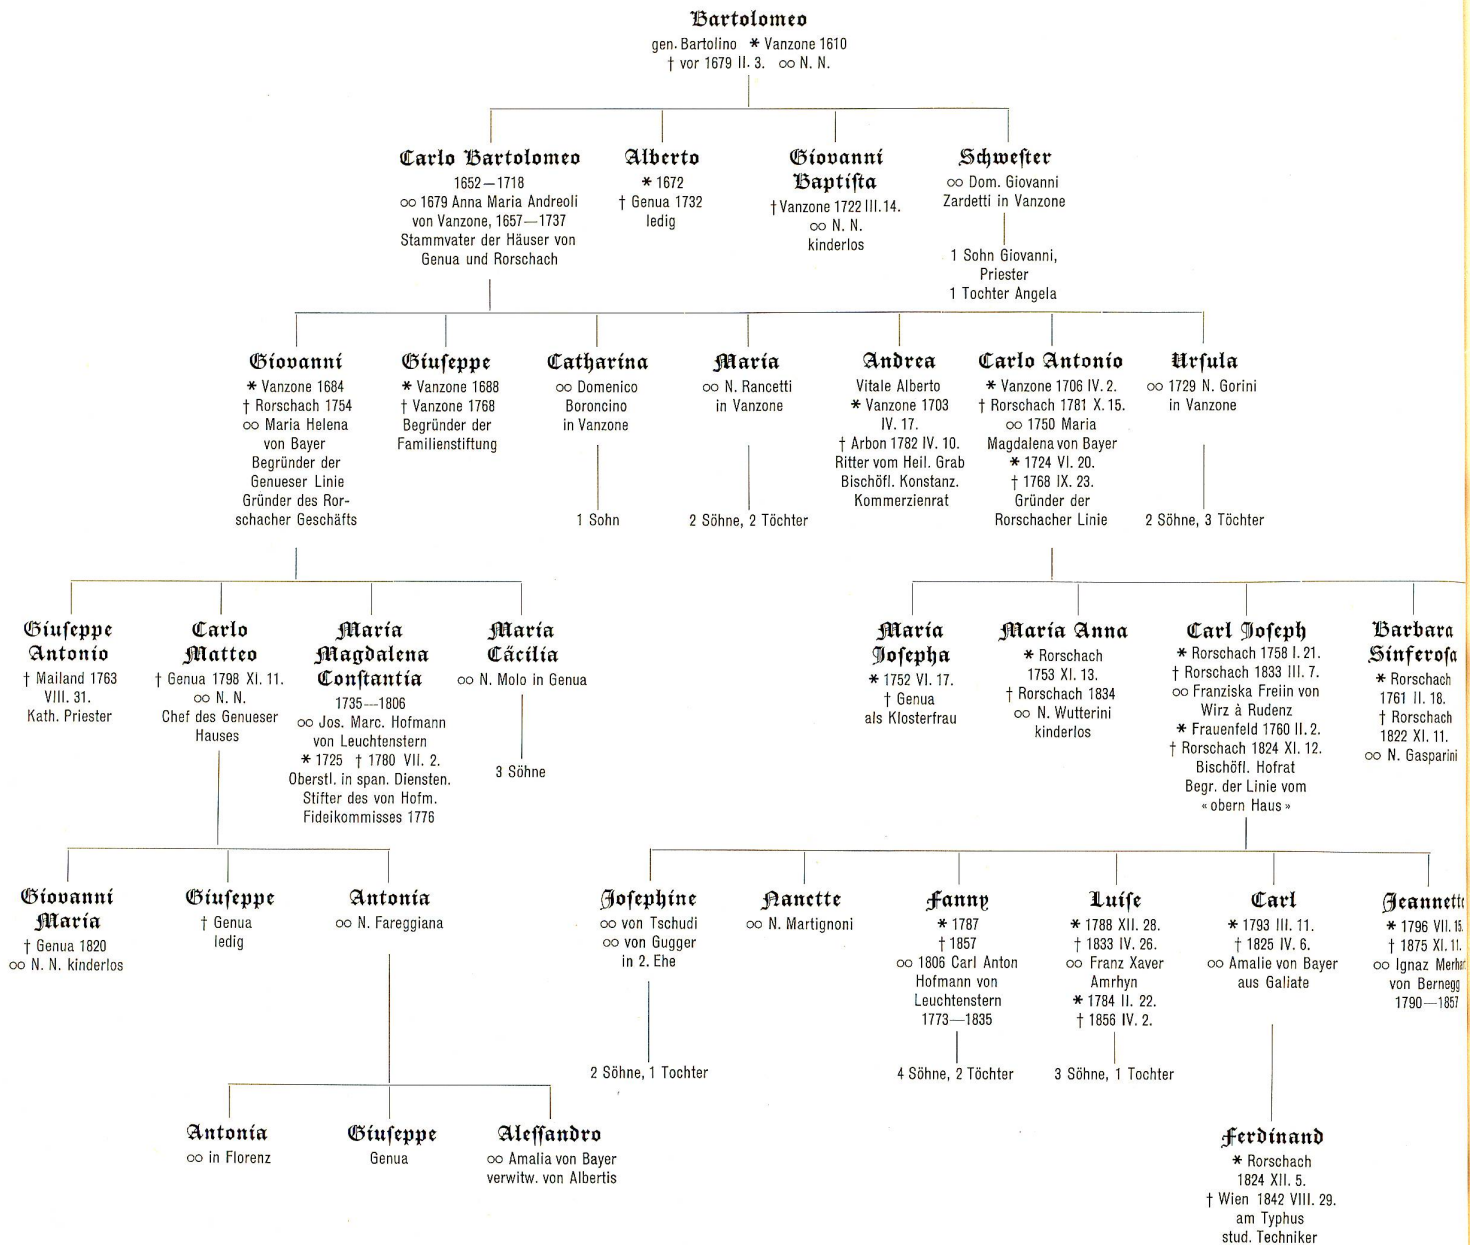 Bartolomeo
gen. Bartolino * Vanzone 1610
† vor 1679 II. 3. ∞ N. N.
Carlo Bartolomeo
1652—1718
∞ 1679 Anna Maria Andreoli
von Vanzone, 1657—1737
Stammvater der Häuser von
Genua und Rorschach
Alberto
* 1672
† Genua 1732
ledig
Giovanni
Baptista
† Vanzone 1722 III. 14.
∞ N. N.
kinderlos
Schwester
∞ Dom. Giovanni
Zardetti in Vanzone
1 Sohn Giovanni,
Priester
1 Tochter Angela
Giovanni
* Vanzone 1684
† Rorschach 1754
∞ Maria Helena
von Bayer
Begründer der
Genueser Linie
Gründer des Ror-
schacher Geschäfts
Giuseppe
* Vanzone 1688
† Vanzone 1768
Begründer der
Familienstiftung
Catharina
∞ Domenico
Boroncino
in Vanzone
1 Sohn
Maria
∞ N. Rancetti
in Vanzone
2 Söhne, 2 Töchter
Andrea
Vitale Alberto
* Vanzone 1703
IV. 17.
† Arbon 1782 IV. 10.
Ritter vom Heil. Grab
Bischöfl. Konstanz.
Kommerzienrat
Carlo Antonio
* Vanzone 1706 IV. 2.
† Rorschach 1781 X. 15.
∞ 1750 Maria
Magdalena von Bayer
* 1724 VI. 20.
† 1768 IX. 23.
Gründer der
Rorschacher Linie
Ursula
∞ 1729 N. Gorini
in Vanzone
2 Söhne, 3 Töchter
Giuseppe
Antonio
† Mailand 1763
VIII. 31.
Kath. Priester
Carlo
Matteo
† Genua 1798 XI. 11.
∞ N. N.
Chef des Genueser
Hauses
Maria
Magdalena
Constantia
1735—1806
∞ Jos. Marc. Hofmann
von Leuchtenstern
* 1725 † 1780 VII. 2.
Oberstl. in span. Diensten.
Stifter des von Hofm.
Fideikommisses 1776
Maria
Cäcilia
∞ N. Molo in Genua
3 Söhne
Maria
Josepha
* 1752 VI. 17.
† Genua
als Klosterfrau
Maria Anna
* Rorschach
1753 XI. 13.
† Rorschach 1834
∞ N. Wutterini
kinderlos
Carl Joseph
* Rorschach 1758 I. 21.
† Rorschach 1833 III. 7.
∞ Franziska Freiin von
Wirz à Rudenz
* Frauenfeld 1760 II. 2.
† Rorschach 1824 XI. 12.
Bischöfl. Hofrat
Begr. der Linie vom
«obern Haus»
Barbara
Sinferosa
* Rorschach
1761 II. 18.
† Rorschach
1822 XI. 11.
∞ N. Gasparini
Giovanni
Maria
† Genua 1820
∞ N. N. kinderlos
Giuseppe
† Genua
ledig
Antonia
∞ N. Fareggiana
Josephine
∞ von Tschudi
∞ von Gugger
in 2. Ehe
2 Söhne, 1 Tochter
Nanette
∞ N. Martignoni
Fanny
* 1787
† 1857
∞ 1806 Carl Anton
Hofmann von
Leuchtenstern
1773—1835
4 Söhne, 2 Töchter
Luise
* 1788 XII. 28.
† 1833 IV. 26.
∞ Franz Xaver
Amrhyn
* 1784 II. 22.
† 1856 IV. 2.
3 Söhne, 1 Tochter
Carl
* 1793 III. 11.
† 1825 IV. 6.
∞ Amalie von Bayer
aus Galiate
Jeannette
* 1796 VII. 15.
† 1875 XI. 11.
∞ Ignaz
von Bernegg
1790—1857
Antonia
∞ in Florenz
Giuseppe
Genua
Alessandro
∞ Amalia von Bayer
verwitw. von Albertis
Ferdinand
* Rorschach
1824 XII. 5.
† Wien 1842 VIII. 29.
am Typhus
stud. Techniker